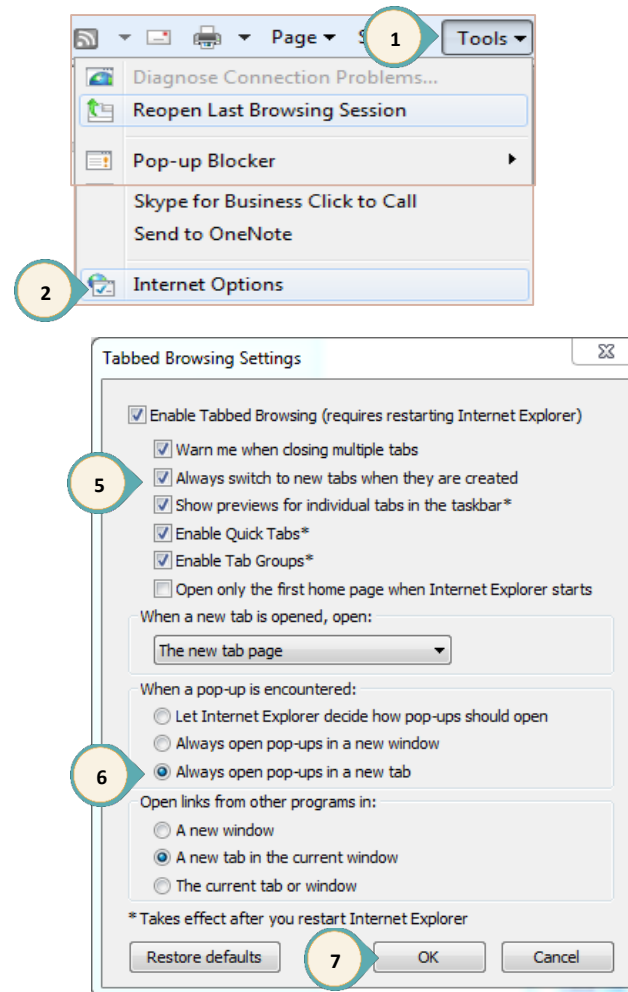 Page
1
Tools
Diagnose Connection Problems...
Reopen Last Browsing Session
Pop-up Blocker
Skype for Business Click to Call
Send to OneNote
2
Internet Options
Tabbed Browsing Settings
Enable Tabbed Browsing (requires restarting Internet Explorer)
Warn me when closing multiple tabs
5
Always switch to new tabs when they are created
Show previews for individual tabs in the taskbar*
Enable Quick Tabs*
Enable Tab Groups*
Open only the first home page when Internet Explorer starts
When a new tab is opened, open:
The new tab page
When a pop-up is encountered:
Let Internet Explorer decide how pop-ups should open
Always open pop-ups in a new window
6
Always open pop-ups in a new tab
Open links from other programs in:
A new window
A new tab in the current window
The current tab or window
* Takes effect after you restart Internet Explorer
Restore defaults
7
OK
Cancel